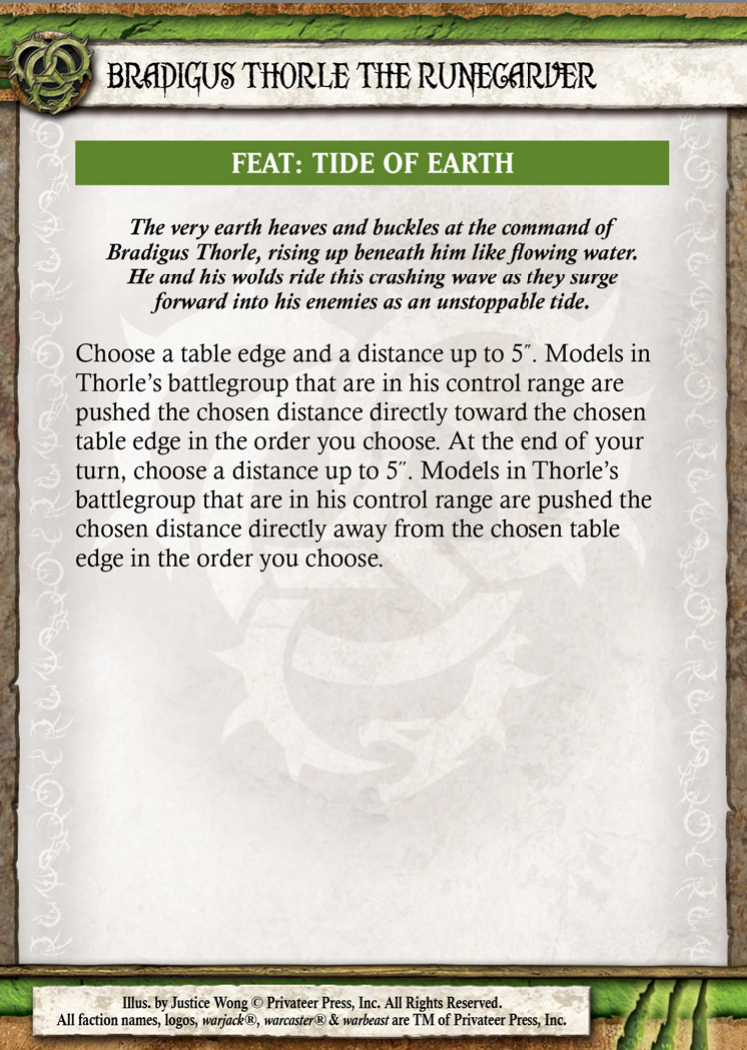 BRADIGUS THORLE THE RUNECARVER
FEAT: TIDE OF EARTH
The very earth heaves and buckles at the command of
Bradigus Thorle, rising up beneath him like flowing water.
He and his wolds ride this crashing wave as they surge
forward into his enemies as an unstoppable tide.
Choose a table edge and a distance up to 5″. Models in
Thorle’s battlegroup that are in his control range are
pushed the chosen distance directly toward the chosen
table edge in the order you choose. At the end of your
turn, choose a distance up to 5″. Models in Thorle’s
battlegroup that are in his control range are pushed the
chosen distance directly away from the chosen table
edge in the order you choose.
Illus. by Justice Wong © Privateer Press, Inc. All Rights Reserved.
All faction names, logos, warjack®, warcaster® & warbeast are TM of Privateer Press, Inc.